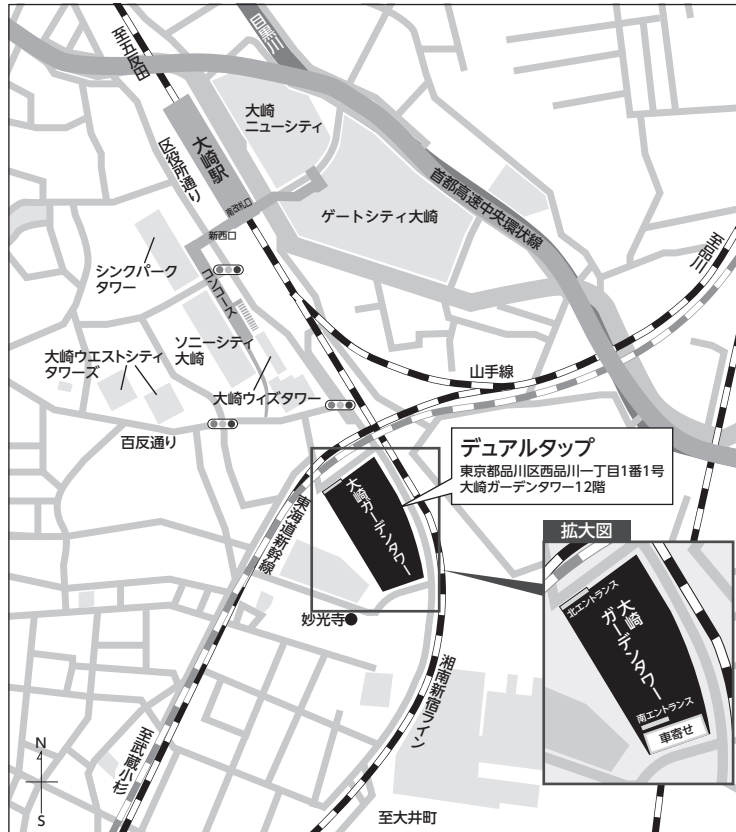 至五反田
目黒川
大崎
ニューシティ
大崎駅
区役所通り
南改札口
新西口
ゲートシティ大崎
首都高速中央環状線
至品川
シンクパーク
タワー
コンコース
ソニーシティ
大崎
大崎ウエストシティ
タワーズ
大崎ウィズタワー
山手線
百反通り
デュアルタップ
東京都品川区西品川一丁目1番1号
大崎ガーデンタワー12階
大崎ガーデンタワー
東海道新幹線
妙光寺
湘南新宿ライン
拡大図
北エントランス
大崎
ガーデンタワー
南エントランス
車寄せ
至武蔵小杉
至大井町
N
S